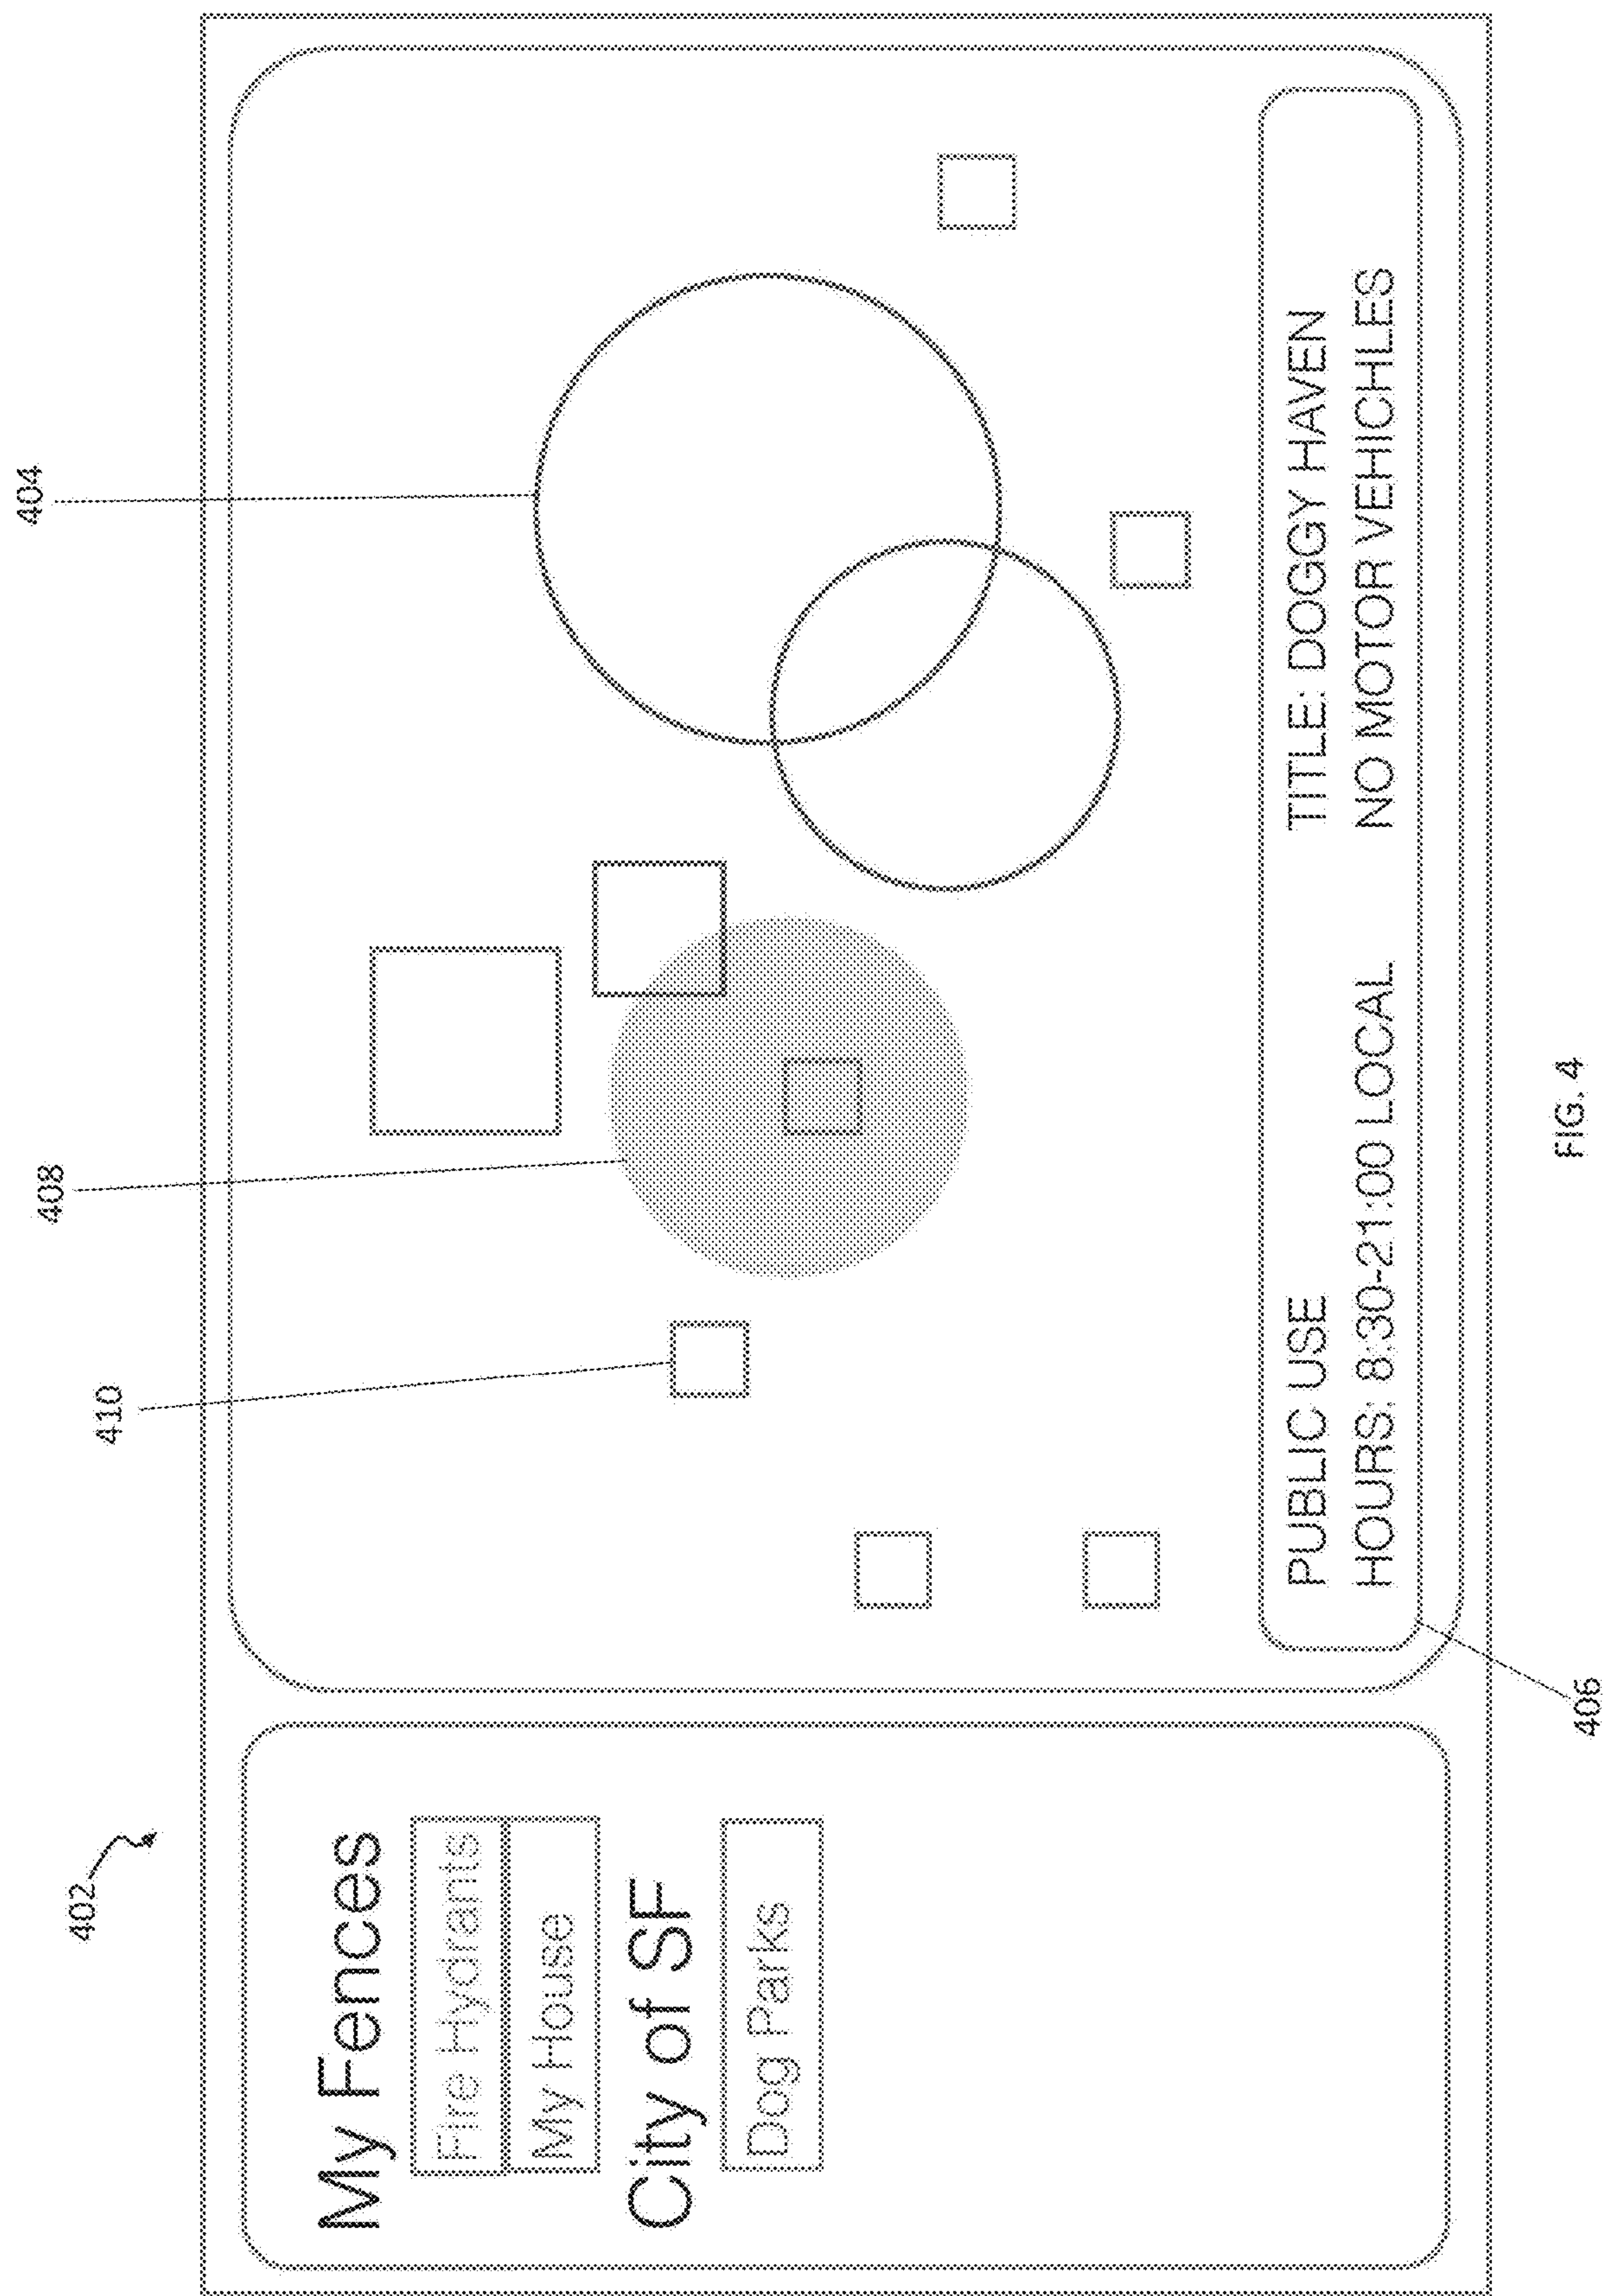 402
My Fences
Fire Hydrants
My House
City of SF
Dog Parks
410
408
404
PUBLIC USE
HOURS: 8:30-21:00 LOCAL
TITLE: DOGGY HAVEN
NO MOTOR VEHICHLES
406
FIG. 4